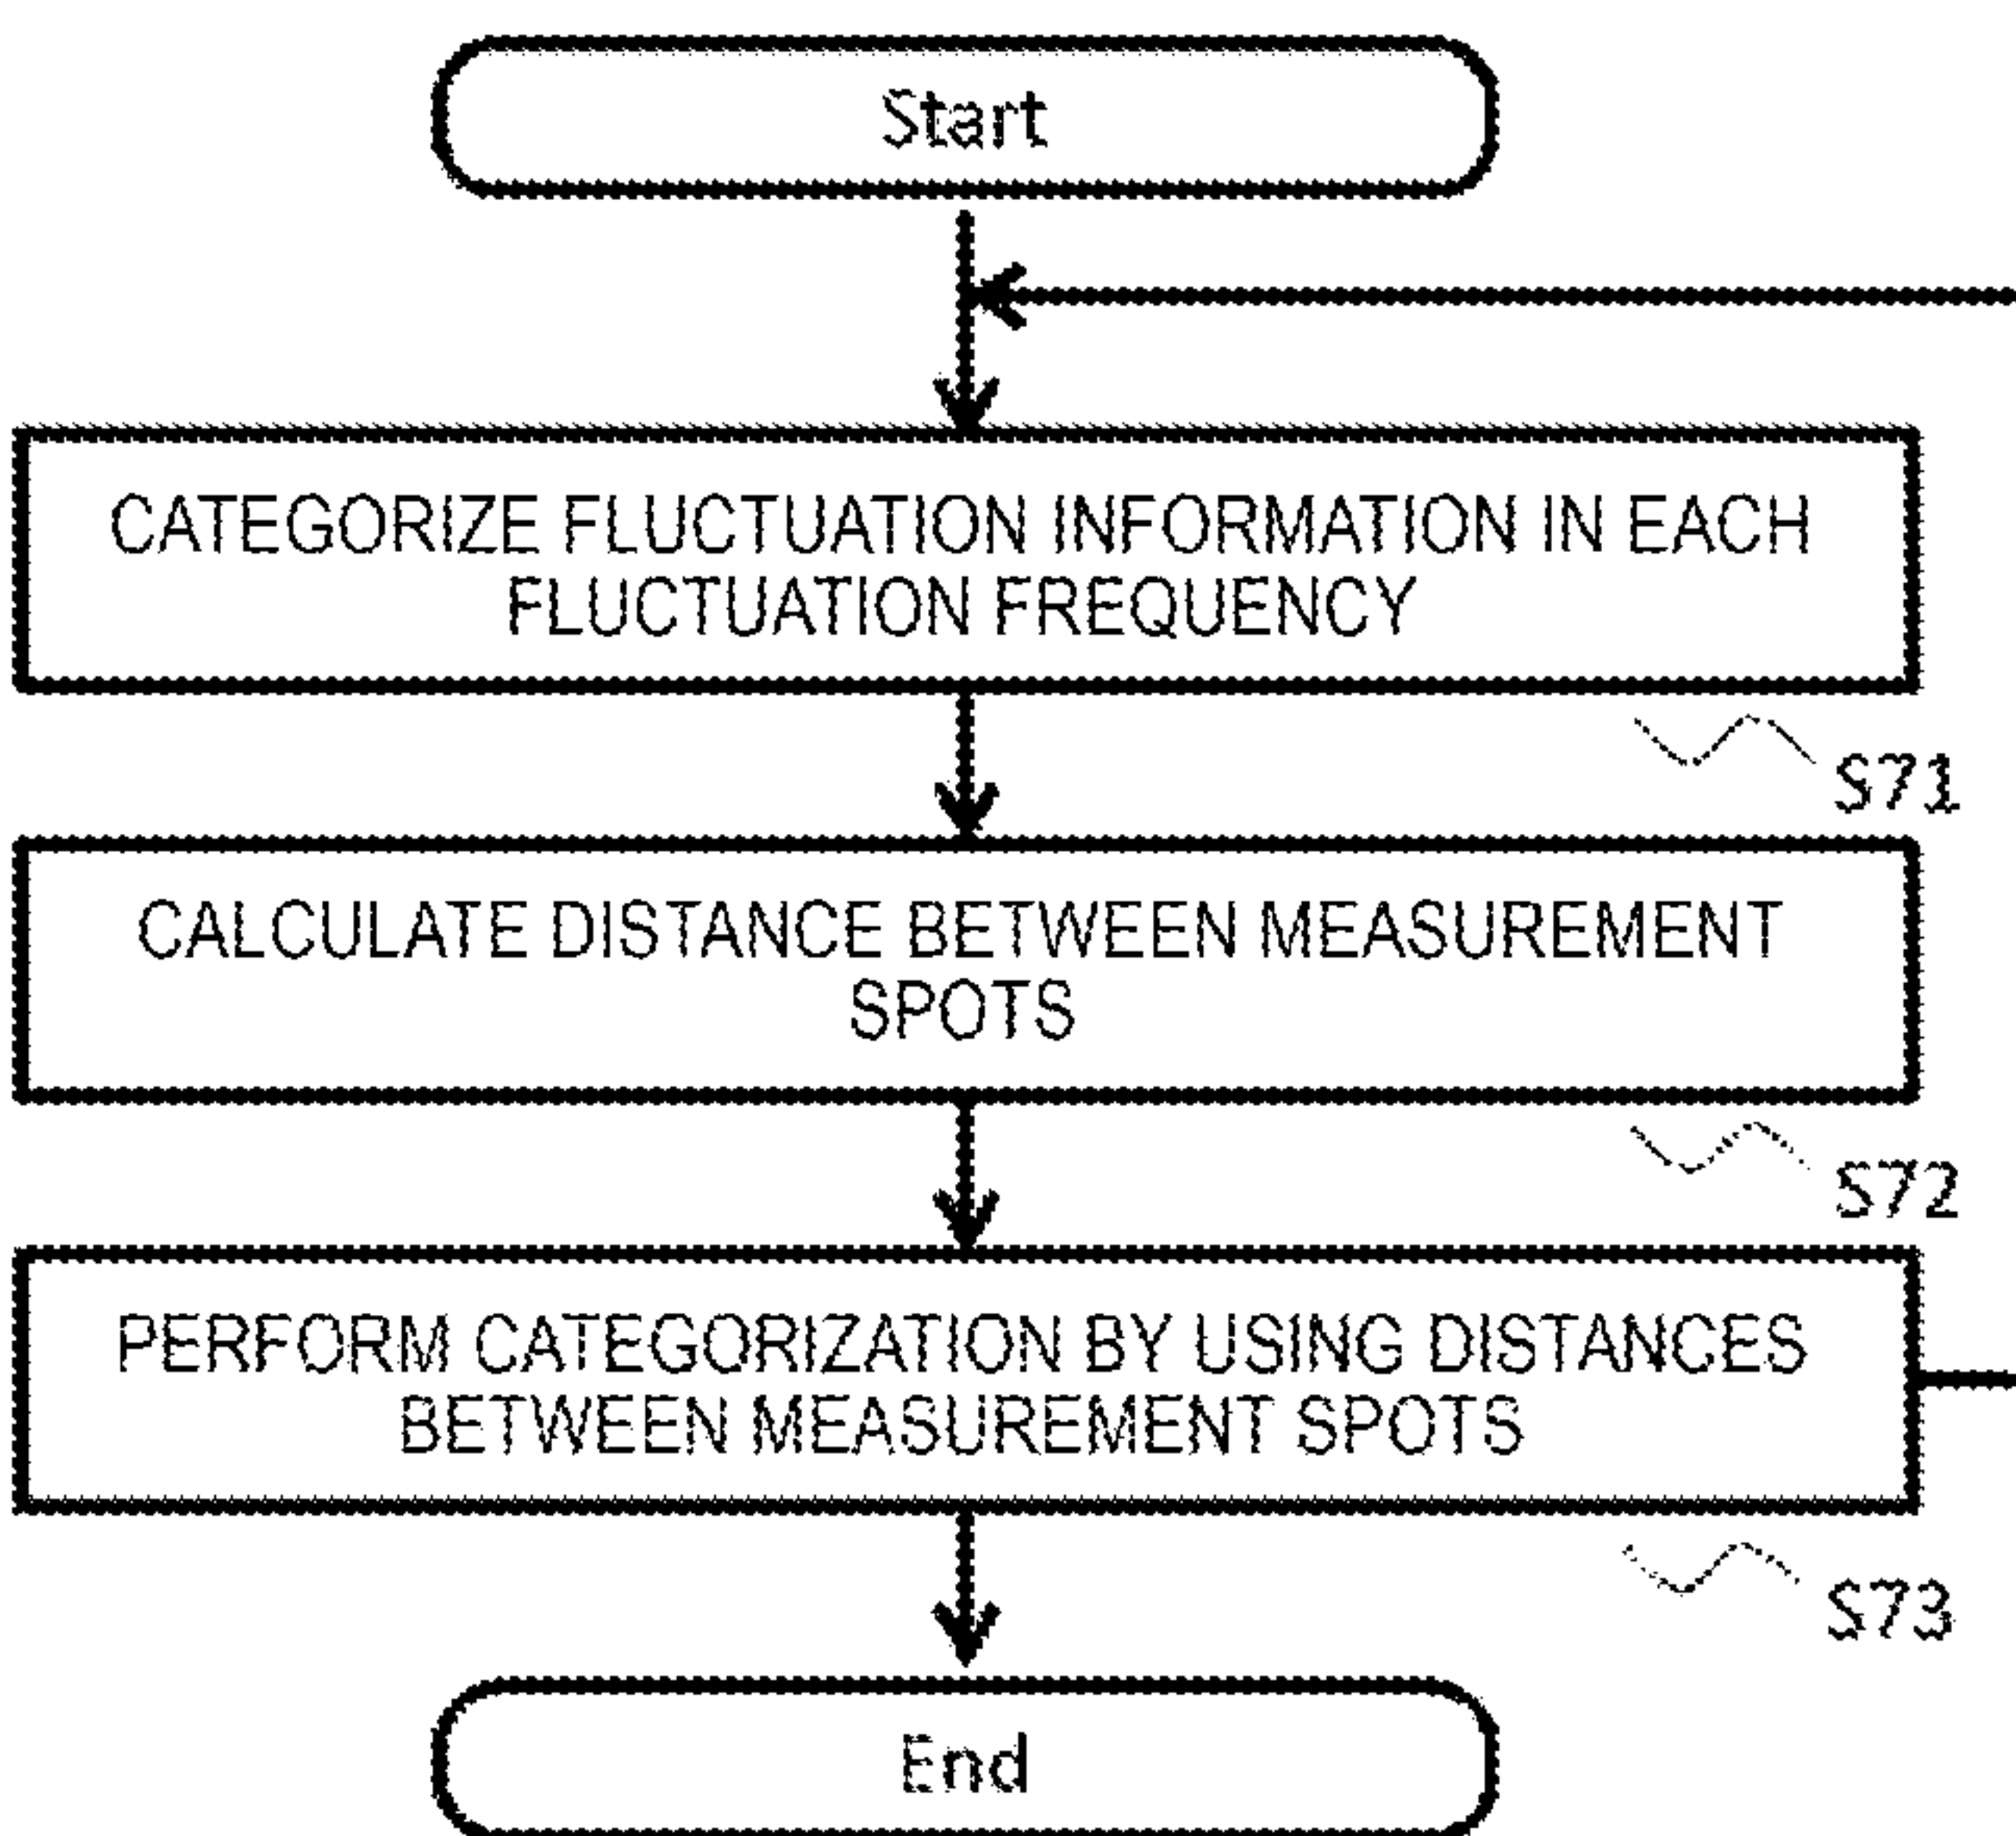 Start
CATEGORIZE FLUCTUATION INFORMATION IN EACH
FLUCTUATION FREQUENCY
S71
CALCULATE DISTANCE BETWEEN MEASUREMENT
SPOTS
S72
PERFORM CATEGORIZATION BY USING DISTANCES
BETWEEN MEASUREMENT SPOTS
S73
End